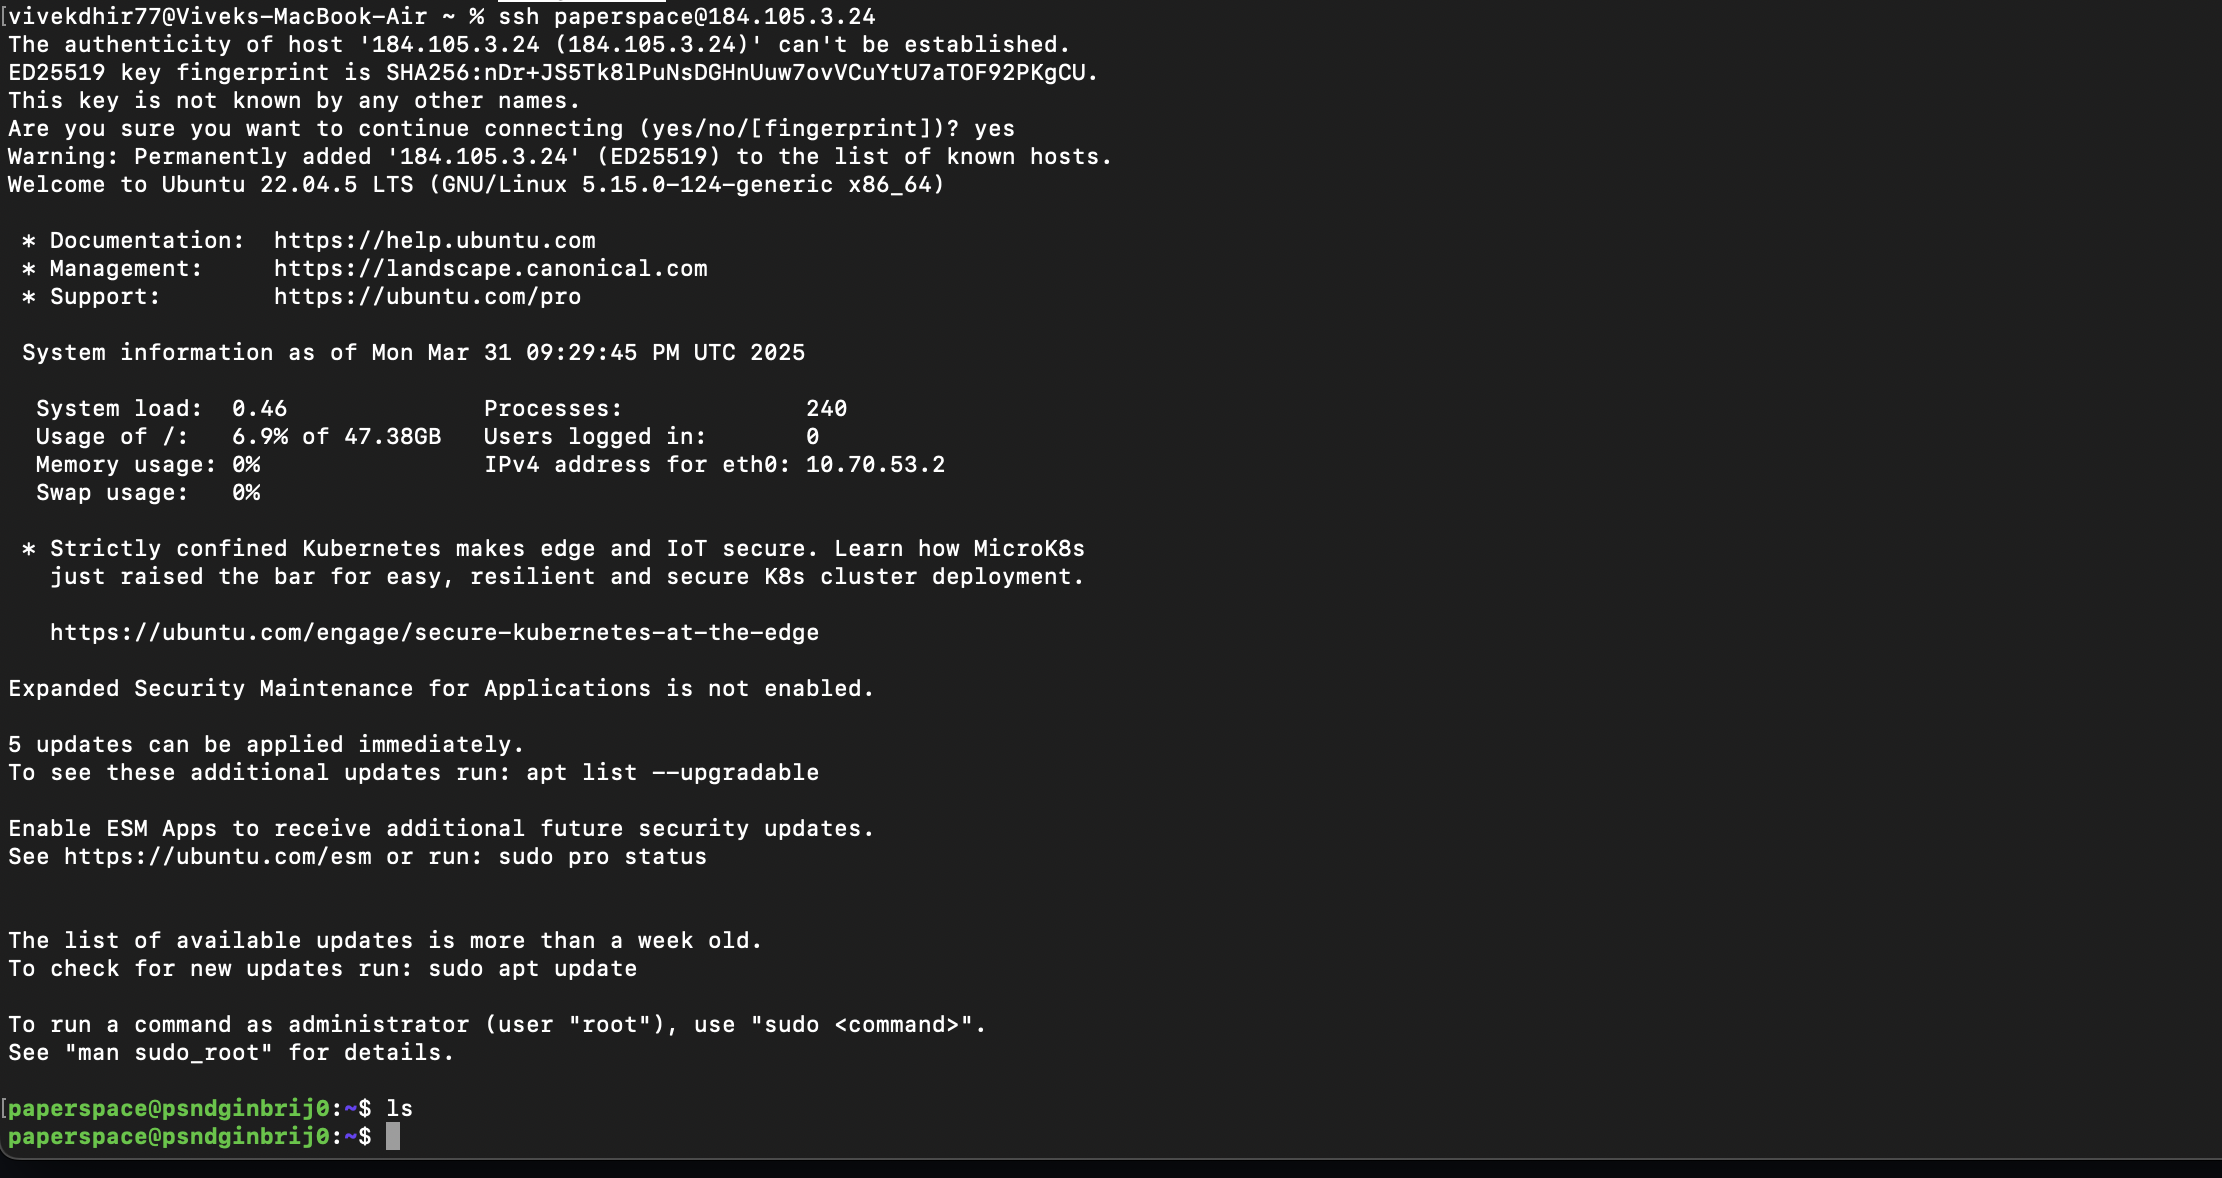 [vivekdhir77@Viveks-MacBook-Air ~ % ssh paperspace@184.105.3.24
The authenticity of host '184.105.3.24 (184.105.3.24)' can't be established.
ED25519 key fingerprint is SHA256:nDr+JS5Tk8lPuNsDGHnUuw7ovVCuYtU7aTOF92PKgCU.
This key is not known by any other names.
Are you sure you want to continue connecting (yes/no/[fingerprint])? yes
Warning: Permanently added '184.105.3.24' (ED25519) to the list of known hosts.
Welcome to Ubuntu 22.04.5 LTS (GNU/Linux 5.15.0-124-generic x86_64)

 * Documentation:  https://help.ubuntu.com
 * Management:     https://landscape.canonical.com
 * Support:        https://ubuntu.com/pro

 System information as of Mon Mar 31 09:29:45 PM UTC 2025

  System load:  0.46              Processes:             240
  Usage of /:   6.9% of 47.38GB   Users logged in:       0
  Memory usage: 0%                IPv4 address for eth0: 10.70.53.2
  Swap usage:   0%

 * Strictly confined Kubernetes makes edge and IoT secure. Learn how MicroK8s
   just raised the bar for easy, resilient and secure K8s cluster deployment.

   https://ubuntu.com/engage/secure-kubernetes-at-the-edge

Expanded Security Maintenance for Applications is not enabled.

5 updates can be applied immediately.
To see these additional updates run: apt list --upgradable

Enable ESM Apps to receive additional future security updates.
See https://ubuntu.com/esm or run: sudo pro status

The list of available updates is more than a week old.
To check for new updates run: sudo apt update

To run a command as administrator (user "root"), use "sudo <command>".
See "man sudo_root" for details.

[paperspace@psndginbrij0:~$ ls
paperspace@psndginbrij0:~$